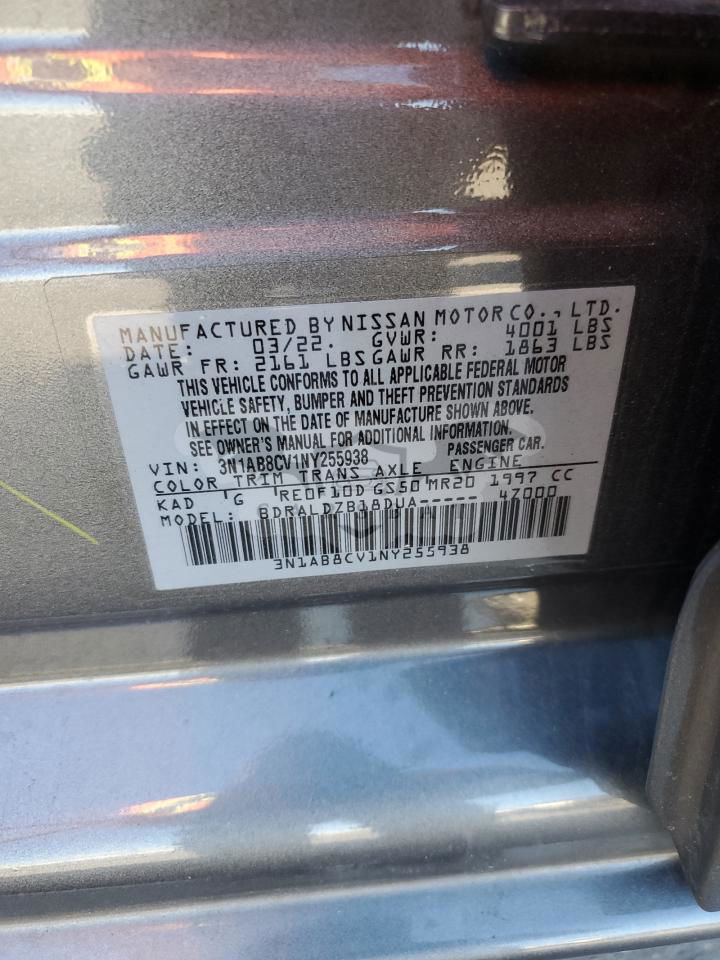 MANUFACTURED BY NISSAN MOTOR CO., LTD.
DATE: 03/22. GVWR: 4001 LBS
GAWR FR: 2161 LBS GAWR RR: 1863 LBS
THIS VEHICLE CONFORMS TO ALL APPLICABLE FEDERAL MOTOR
VEHICLE SAFETY, BUMPER AND THEFT PREVENTION STANDARDS
IN EFFECT ON THE DATE OF MANUFACTURE SHOWN ABOVE.
SEE OWNER'S MANUAL FOR ADDITIONAL INFORMATION.
VIN: 3N1AB8CV1NY255938 PASSENGER CAR.
COLOR TRIM TRANS AXLE ENGINE
KAD G RE0F10D GS50 MR20 1997 CC
MODEL: BDRALDZB18DUA----- 4Z000
3N1AB8CV1NY255938